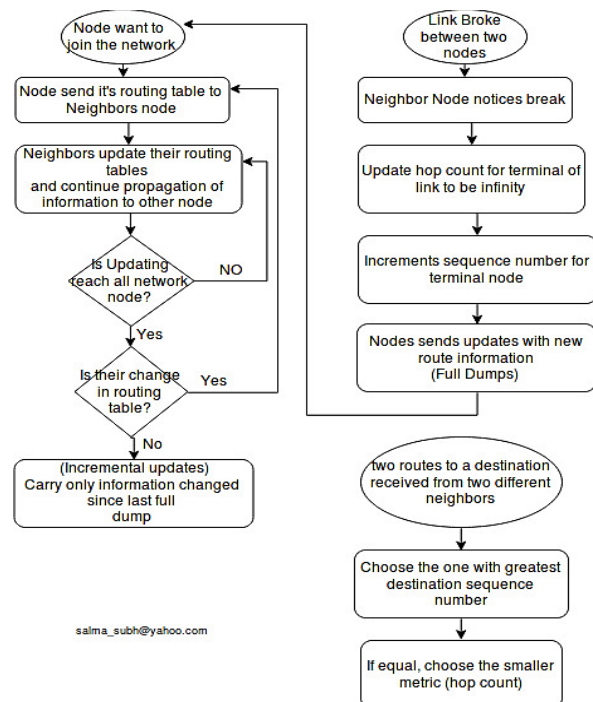 Node want to
join the network
Node send it's routing table to
Neighbors node
Neighbors update their routing
tables
and continue propagation of
information to other node
Is Updating
reach all network
node?
NO
Yes
Is their change
in routing
table?
Yes
No
(Incremental updates)
Carry only information changed
since last full
dump
salma_subh@yahoo.com
Link Broke
between two
nodes
Neighbor Node notices break
Update hop count for terminal of
link to be infinity
Increments sequence number for
terminal node
Nodes sends updates with new
route information
(Full Dumps)
two routes to a destination
received from two different
neighbors
Choose the one with greatest
destination sequence
number
If equal, choose the smaller
metric (hop count)